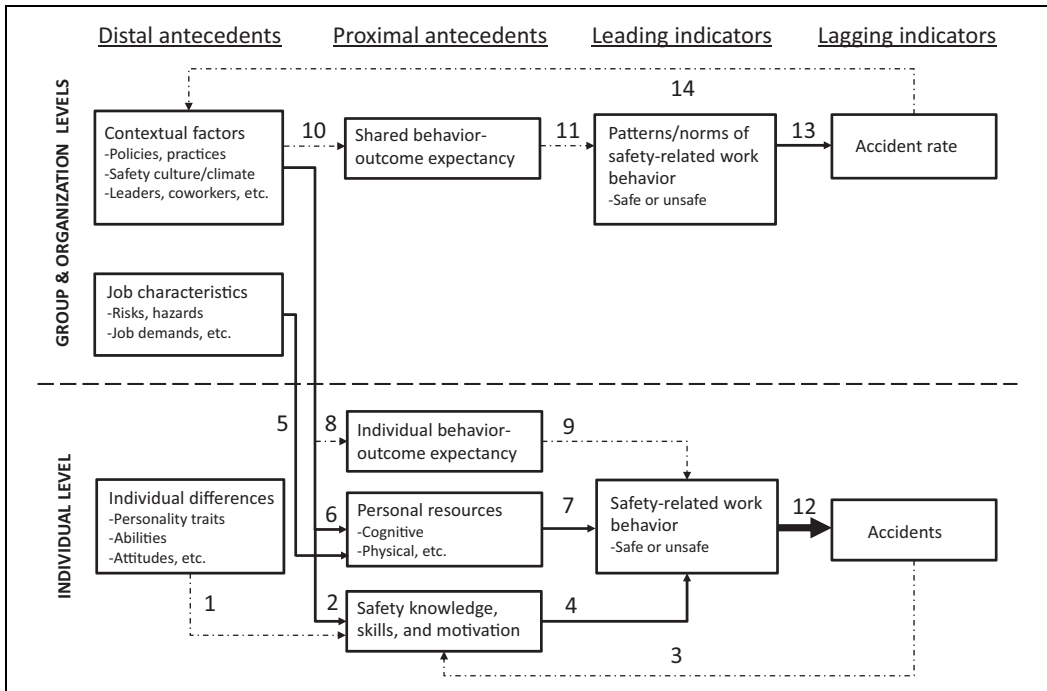 Distal antecedents Proximal antecedents Leading indicators Lagging indicators
GROUP & ORGANIZATION LEVELS
14
Contextual factors
-Policies, practices
-Safety culture/climate
-Leaders, coworkers, etc.
10
Shared behavior-
outcome expectancy
11
Patterns/norms of
safety-related work
behavior
-Safe or unsafe
13
Accident rate
Job characteristics
-Risks, hazards
-Job demands, etc.
INDIVIDUAL LEVEL
5
8
Individual behavior-
outcome expectancy
9
Individual differences
-Personality traits
-Abilities
-Attitudes, etc.
6
Personal resources
-Cognitive
-Physical, etc.
7
Safety-related work
behavior
-Safe or unsafe
12
Accidents
1
2
Safety knowledge,
skills, and motivation
4
3